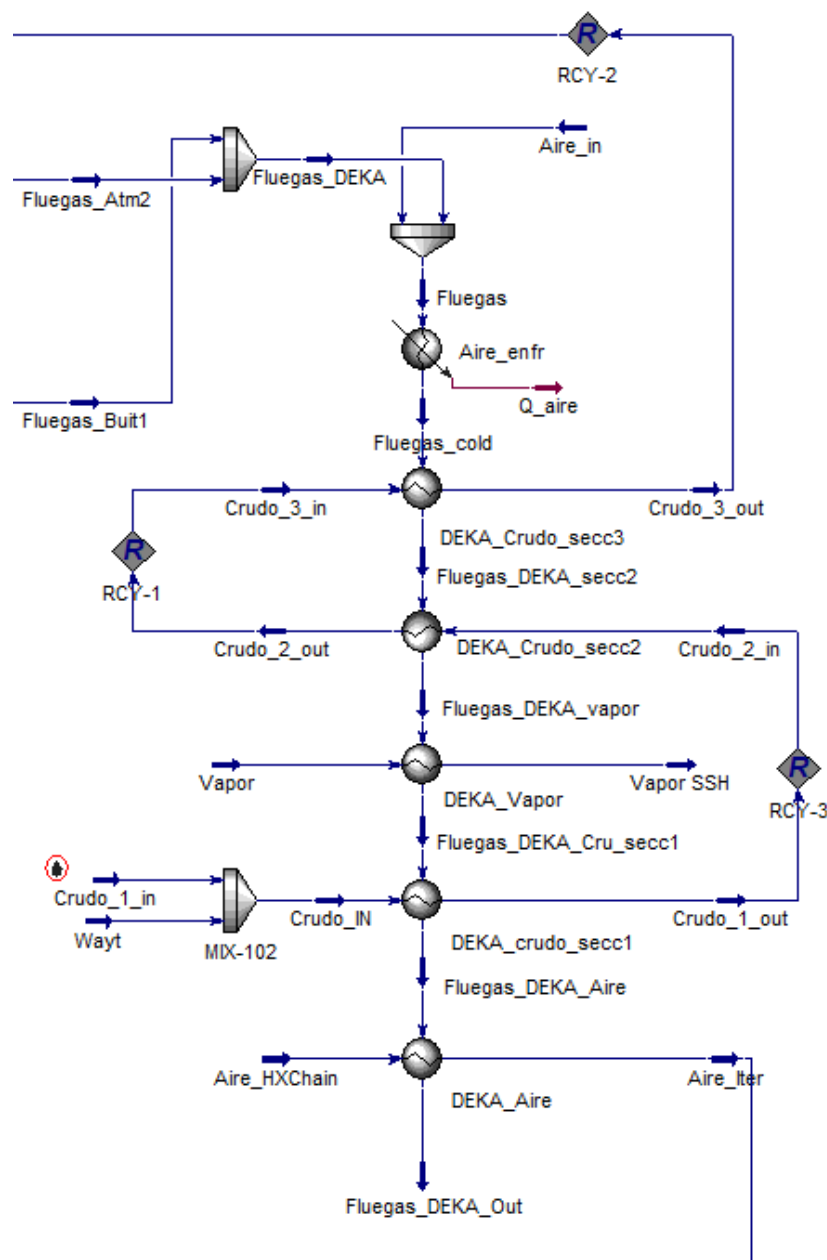 R
RCY-2
Aire_in
Fluegas_DEKA
Fluegas_Atm2
Fluegas
Aire_enfr
Q_aire
Fluegas_Buit1
Fluegas_cold
Crudo_3_in
Crudo_3_out
DEKA_Crudo_secc3
R
Fluegas_DEKA_secc2
RCY-1
Crudo_2_out
DEKA_Crudo_secc2
Crudo_2_in
Fluegas_DEKA_vapor
R
Vapor
Vapor SSH
DEKA_Vapor
RCY-3
Fluegas_DEKA_Cru_secc1
Crudo_1_in
Crudo_IN
Crudo_1_out
Wayt
MIX-102
DEKA_crudo_secc1
Fluegas_DEKA_Aire
Aire_HXChain
Aire_Iter
DEKA_Aire
Fluegas_DEKA_Out